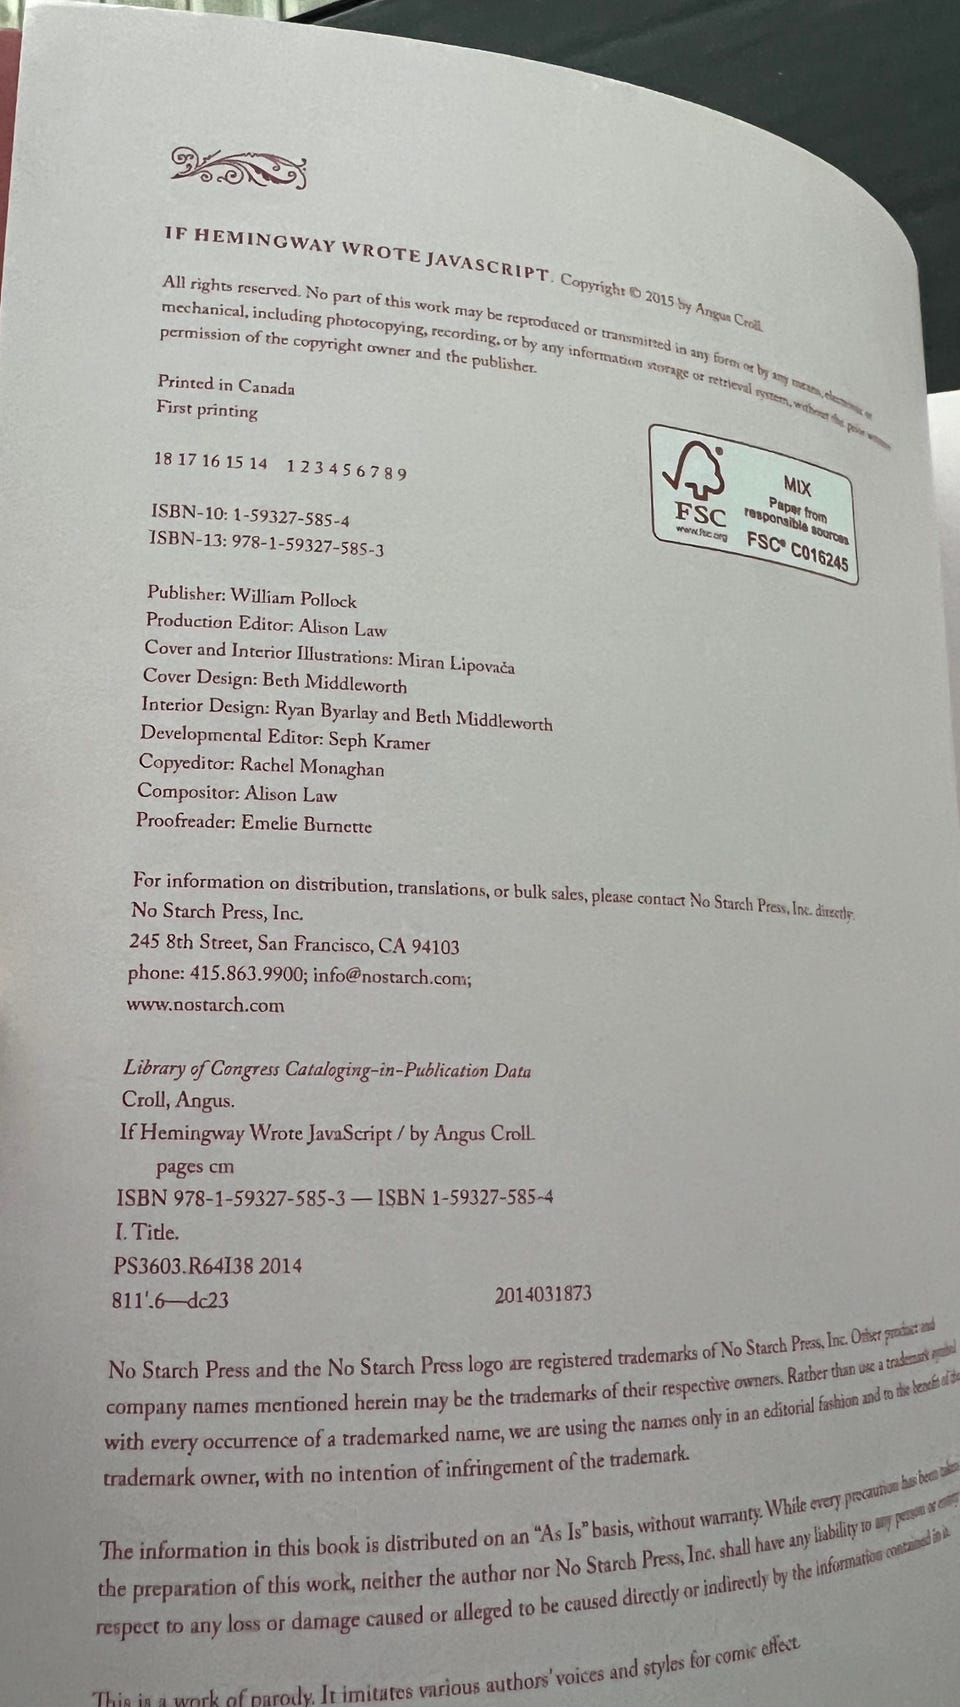 IF HEMINGWAY WROTE JAVASCRIPT. Copyright © 2015 by Angus Croll.
All rights reserved. No part of this work may be reproduced or transmitted in any form or by any means, electronic or
mechanical, including photocopying, recording, or by any information storage or retrieval system, without the prior written
permission of the copyright owner and the publisher.
Printed in Canada
First printing
18 17 16 15 14 1 2 3 4 5 6 7 8 9
ISBN-10: 1-59327-585-4
ISBN-13: 978-1-59327-585-3
FSC
www.fsc.org
MIX
Paper from
responsible sources
FSC® C016245
Publisher: William Pollock
Production Editor: Alison Law
Cover and Interior Illustrations: Miran Lipovača
Cover Design: Beth Middleworth
Interior Design: Ryan Byarlay and Beth Middleworth
Developmental Editor: Seph Kramer
Copyeditor: Rachel Monaghan
Compositor: Alison Law
Proofreader: Emelie Burnette
For information on distribution, translations, or bulk sales, please contact No Starch Press, Inc. directly:
No Starch Press, Inc.
245 8th Street, San Francisco, CA 94103
phone: 415.863.9900; info@nostarch.com;
www.nostarch.com
Library of Congress Cataloging-in-Publication Data
Croll, Angus.
If Hemingway Wrote JavaScript / by Angus Croll.
pages cm
ISBN 978-1-59327-585-3 — ISBN 1-59327-585-4
I. Title.
PS3603.R64I38 2014
811'.6—dc23 2014031873
No Starch Press and the No Starch Press logo are registered trademarks of No Starch Press, Inc. Other product and
company names mentioned herein may be the trademarks of their respective owners. Rather than use a trademark symbol
with every occurrence of a trademarked name, we are using the names only in an editorial fashion and to the benefit of the
trademark owner, with no intention of infringement of the trademark.
The information in this book is distributed on an “As Is” basis, without warranty. While every precaution has been taken
the preparation of this work, neither the author nor No Starch Press, Inc. shall have any liability to any person or entity
respect to any loss or damage caused or alleged to be caused directly or indirectly by the information contained in it.
This is a work of parody. It imitates various authors’ voices and styles for comic effect.